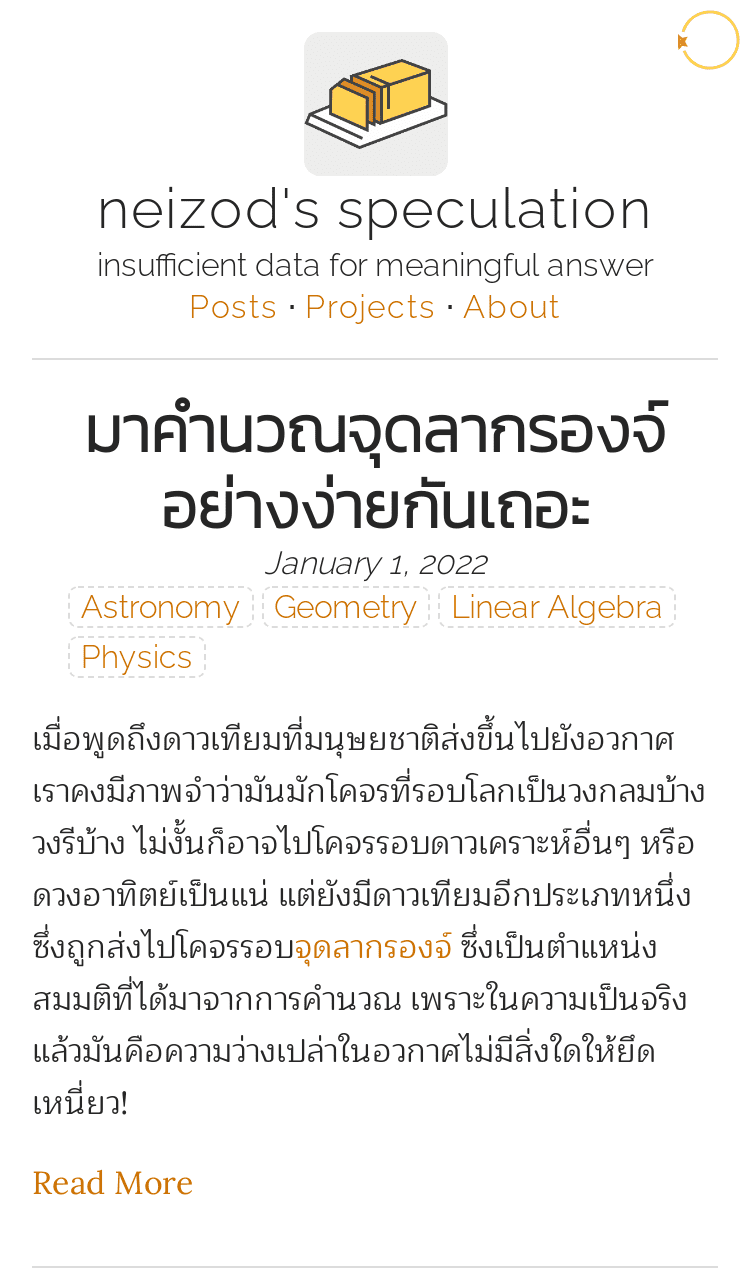 neizod's speculation
insufficient data for meaningful answer
Posts · Projects · About
มาคำนวณจุดลากรองจ์
อย่างง่ายกันเถอะ
January 1, 2022
Astronomy Geometry Linear Algebra
Physics
เมื่อพูดถึงดาวเทียมที่มนุษยชาติส่งขึ้นไปยังอวกาศ
เราคงมีภาพจำว่ามันมักโคจรที่รอบโลกเป็นวงกลมบ้าง
วงรีบ้าง ไม่งั้นก็อาจไปโคจรรอบดาวเคราะห์อื่นๆ หรือ
ดวงอาทิตย์เป็นแน่ แต่ยังมีดาวเทียมอีกประเภทหนึ่ง
ซึ่งถูกส่งไปโคจรรอบจุดลากรองจ์ ซึ่งเป็นตำแหน่ง
สมมติที่ได้มาจากการคำนวณ เพราะในความเป็นจริง
แล้วมันคือความว่างเปล่าในอวกาศไม่มีสิ่งใดให้ยึด
เหนี่ยว!
Read More